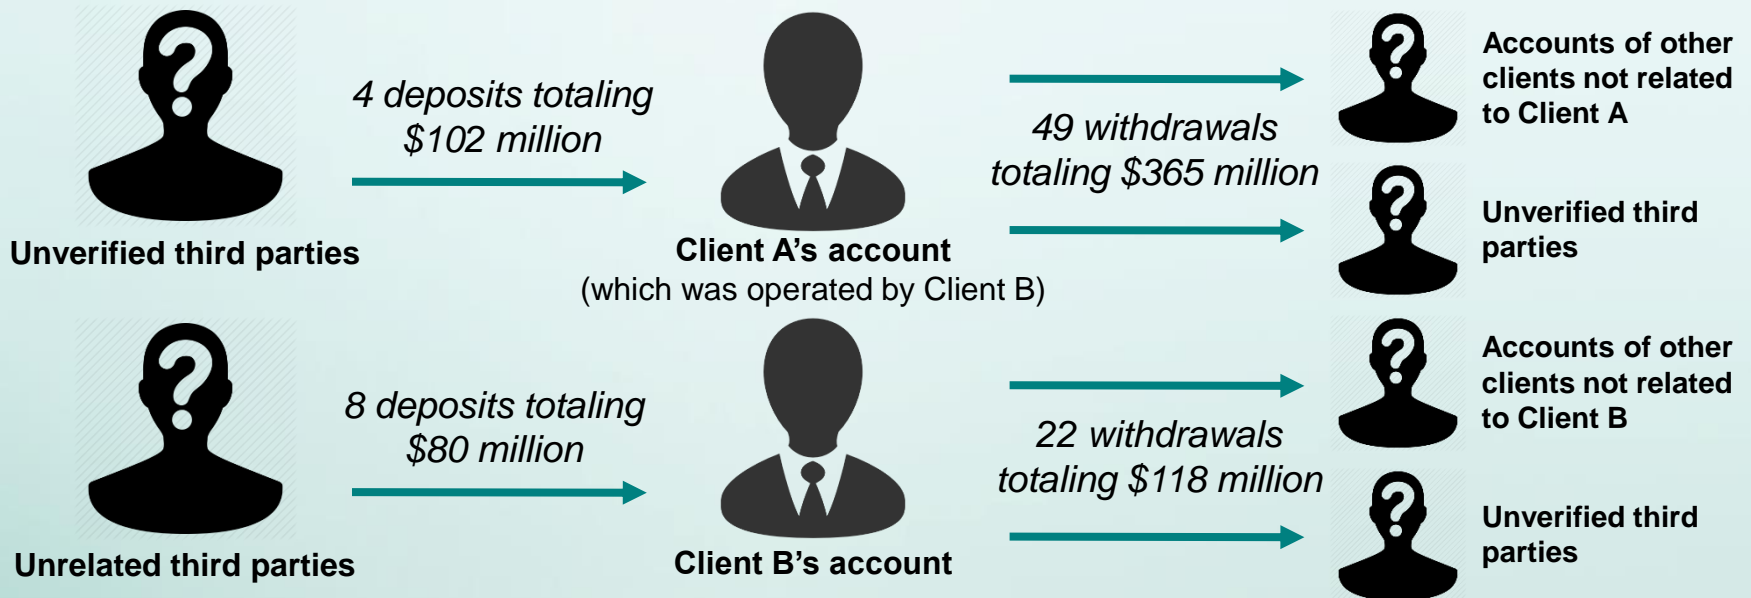 4 deposits totaling
$102 million
Unverified third parties
Client A’s account
(which was operated by Client B)
49 withdrawals
totaling $365 million
Accounts of other
clients not related
to Client A
Unverified third
parties
8 deposits totaling
$80 million
Unrelated third parties
Client B’s account
22 withdrawals
totaling $118 million
Accounts of other
clients not related
to Client B
Unverified third
parties